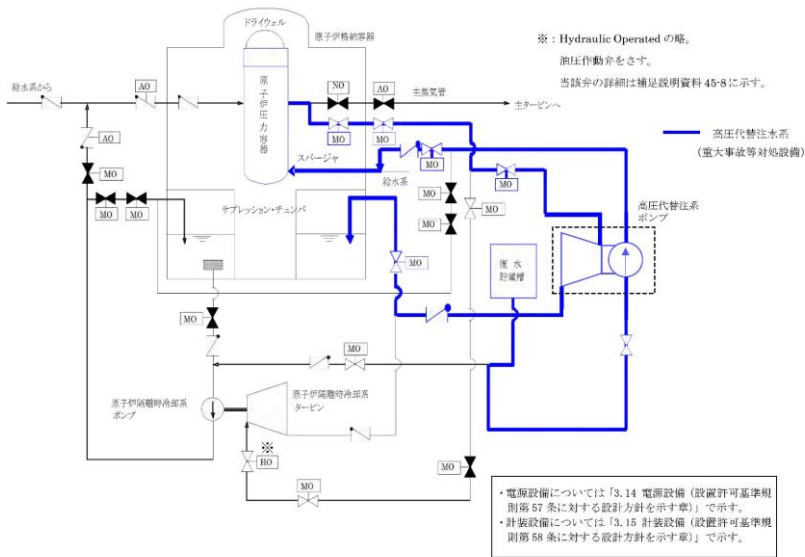 ドライウェル
原子炉格納容器
※：Hydraulic Operated の略。
油圧作動弁をさす。
当該弁の詳細は補足説明資料 45-8 に示す。
給水系から
AO
NO
AO
主蒸気管
主タービンへ
原子炉圧力容器
MO
MO
高圧代替注水系
(重大事故等対処設備)
AO
スパージャ
MO
MO
給水系
MO
MO
MO
MO
サプレッション・チェンバ
MO
MO
高圧代替注系
ポンプ
MO
復水
貯蔵槽
MO
MO
原子炉隔離時冷却系
ポンプ
原子炉隔離時冷却系
タービン
※
HO
MO
MO
・電源設備については「3.14 電源設備（設置許可基準規
則第 57 条に対する設計方針を示す章）」で示す。
・計装設備については「3.15 計装設備（設置許可基準規
則第 58 条に対する設計方針を示す章）」で示す。